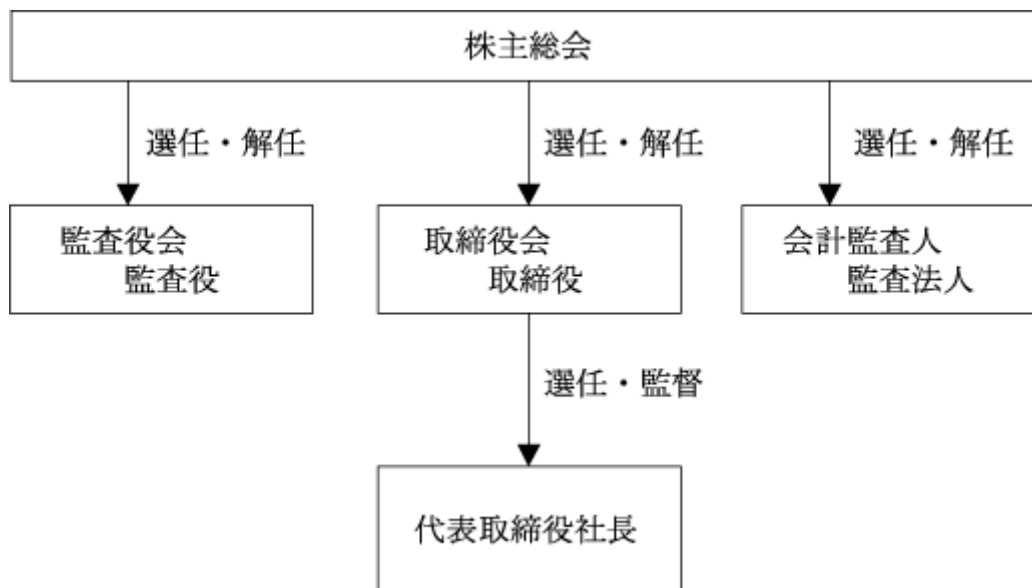 株主総会
選任・解任
選任・解任
選任・解任
監査役会
監査役
取締役会
取締役
会計監査人
監査法人
選任・監督
代表取締役社長